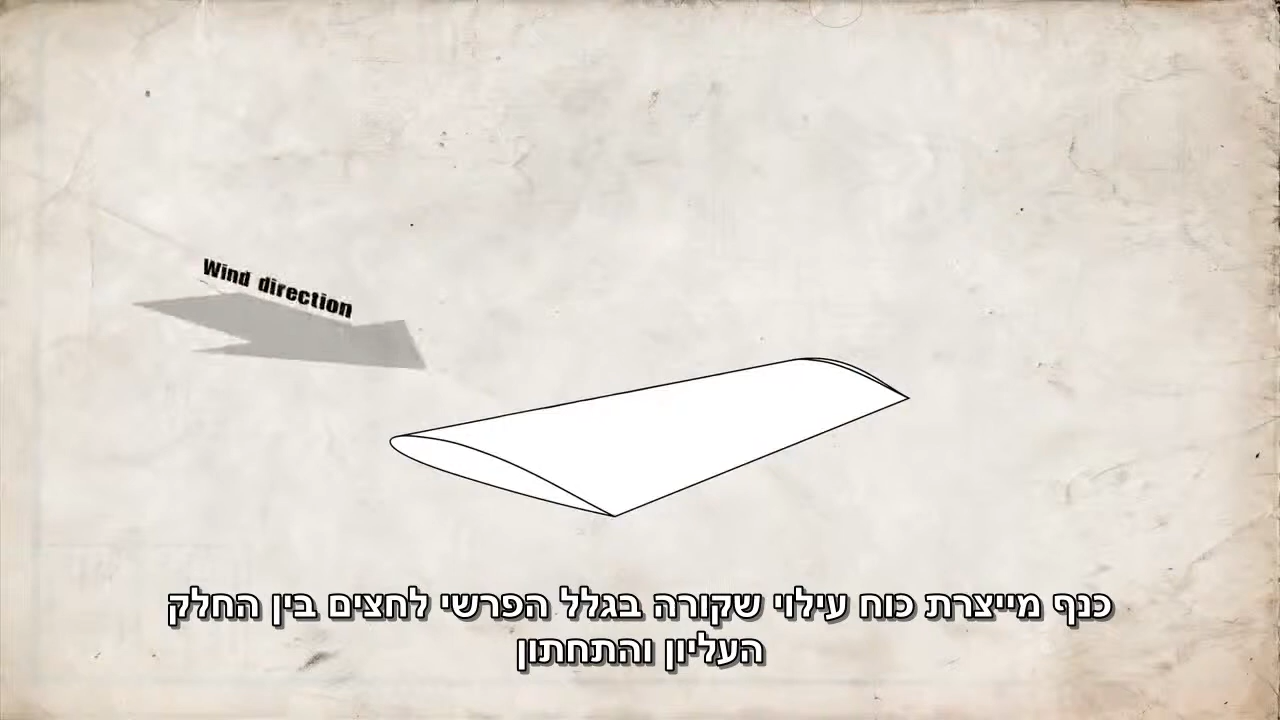 Wind direction
כנף מייצרת כוח עילוי שקורה בגלל הפרשי לחצים בין החלק
העליון והתחתון